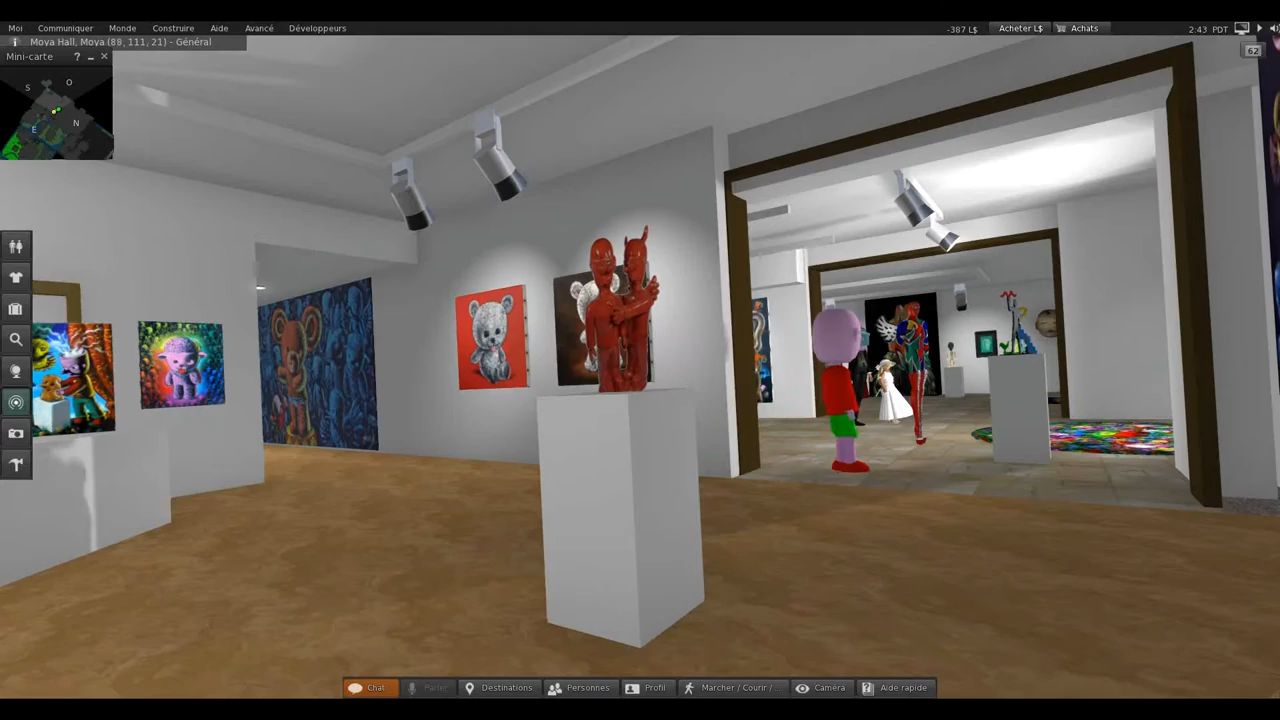 Moi Communiquer Monde Construire Aide Avancé Développeurs -387 L$ Acheter L$ Achats 2:43 PDT
Moya Hall, Moya (89, 111, 21) - Général
62
Mini-carte ?
S O
E N
Chat Parler Destinations Personnes Profil Marcher / Courir /... Caméra Aide rapide